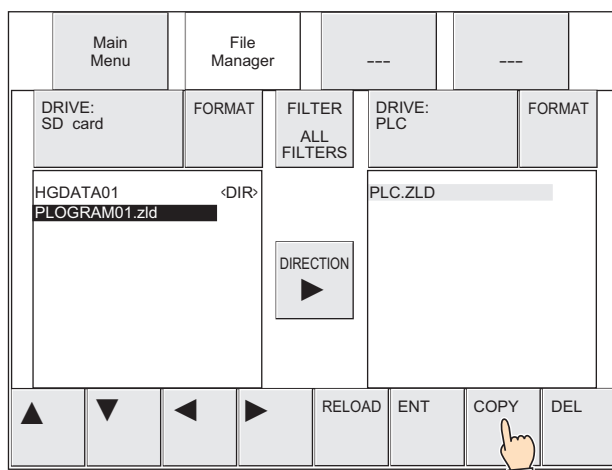 Main
Menu
File
Manager
---
---
DRIVE:
SD card
FORMAT
FILTER
ALL
FILTERS
DRIVE:
PLC
FORMAT
HGDATA01 <DIR>
PLOGRAM01.zld
PLC.ZLD
DIRECTION
▶
▲ ▼ ◀ ▶ RELOAD ENT COPY DEL